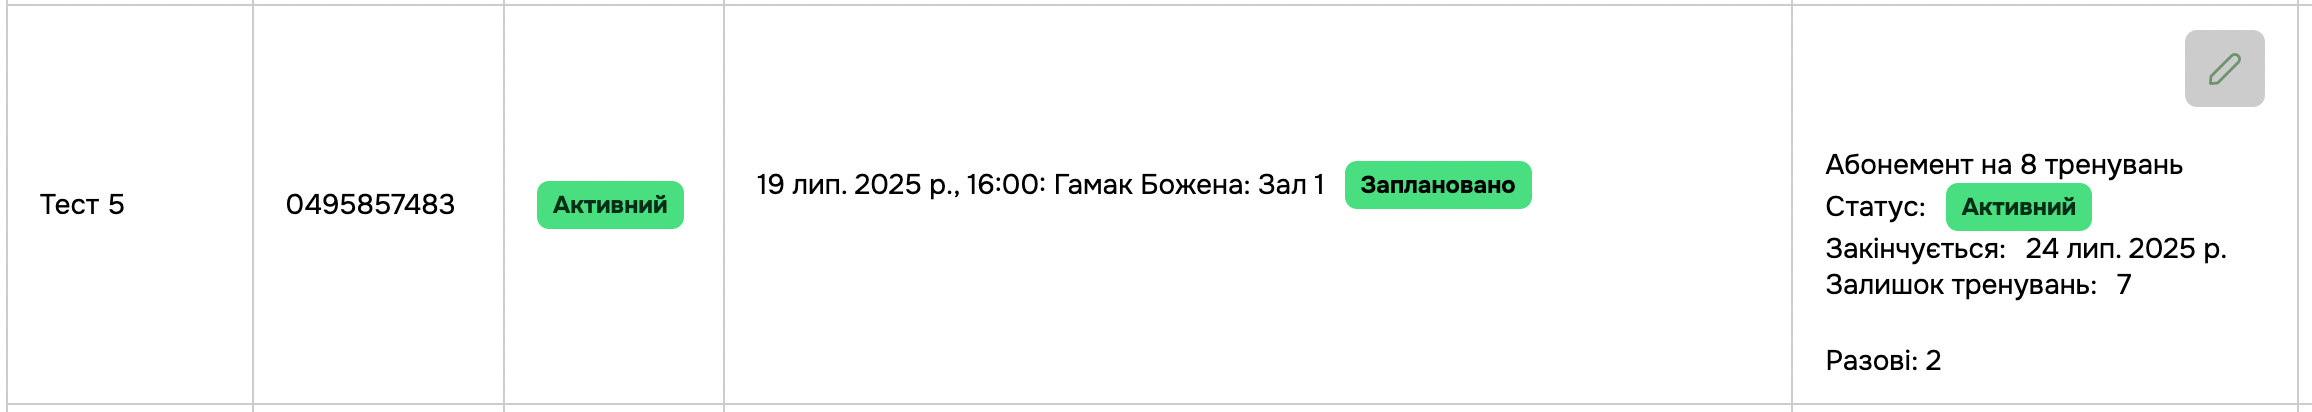 Тест 5
0495857483
Активний
19 лип. 2025 р., 16:00: Гамак Божена: Зал 1 Заплановано
Абонемент на 8 тренувань
Статус: Активний
Закінчується: 24 лип. 2025 р.
Залишок тренувань: 7
Разові: 2